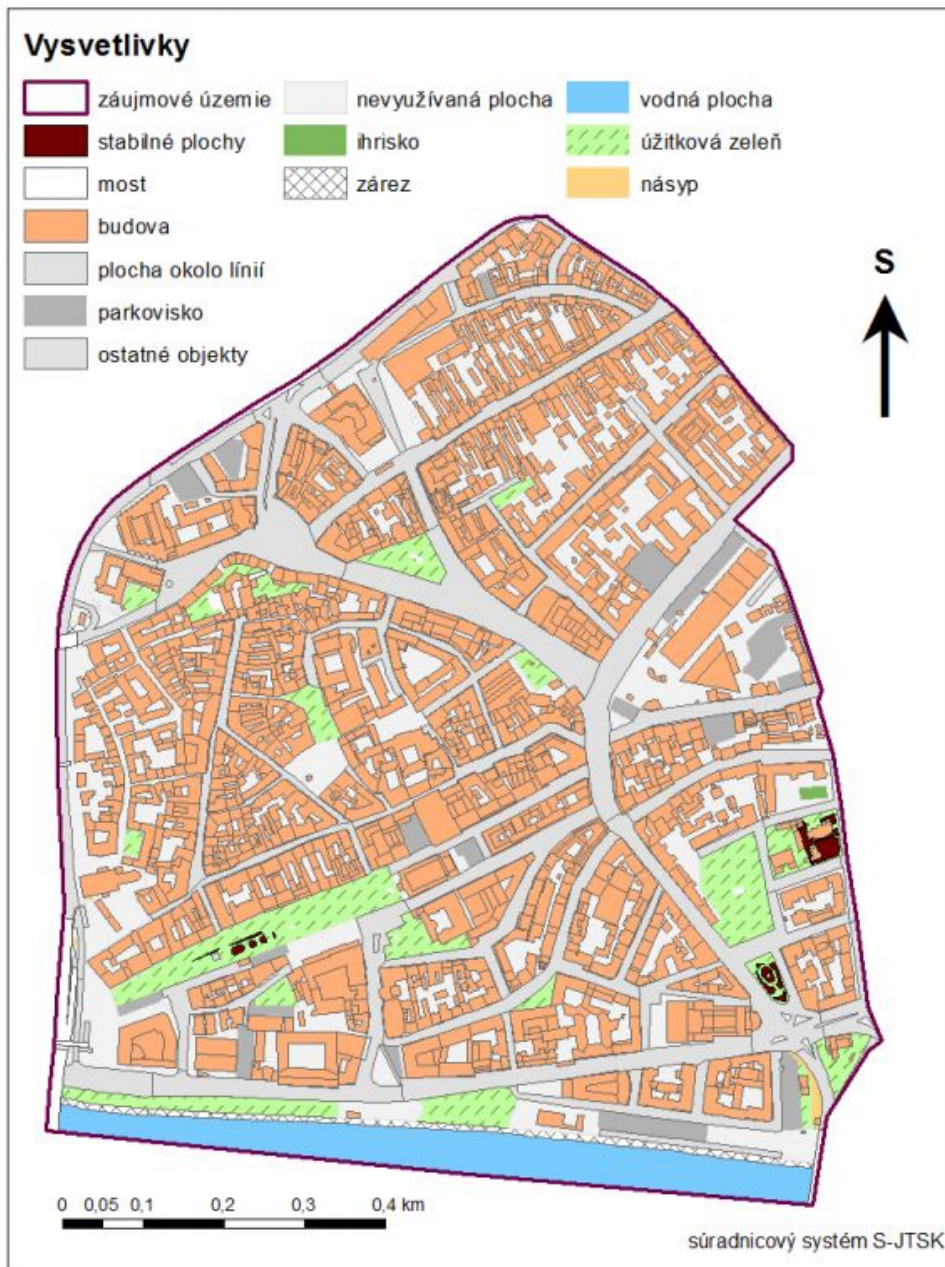 Vysvetlivky
záujmové územie
stabilné plochy
most
budova
plocha okolo línií
parkovisko
ostatné objekty
nevyužívaná plocha
ihrisko
zárez
vodná plocha
úžitková zeleň
násyp
S
0 0,05 0,1 0,2 0,3 0,4 km
súradnicový systém S-JTSK